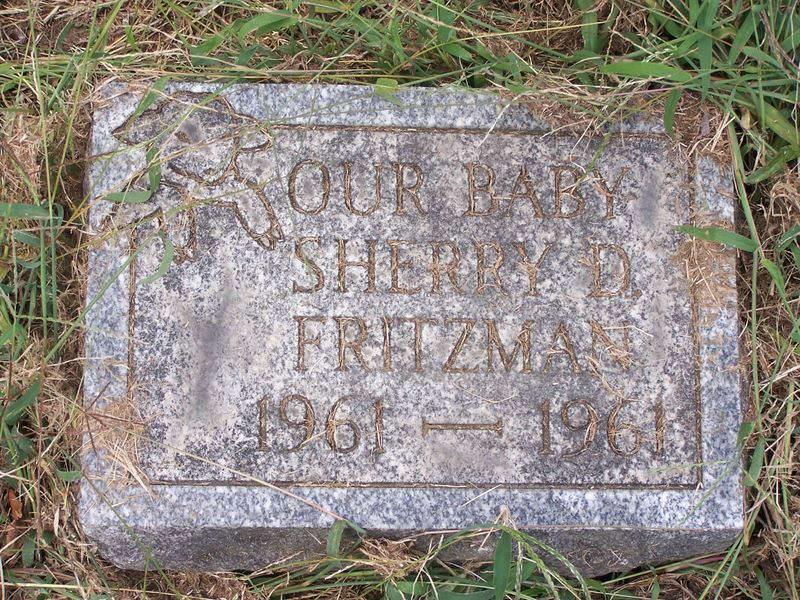 OUR BABY
SHERRY D.
FRITZMAN
1961 — 1961